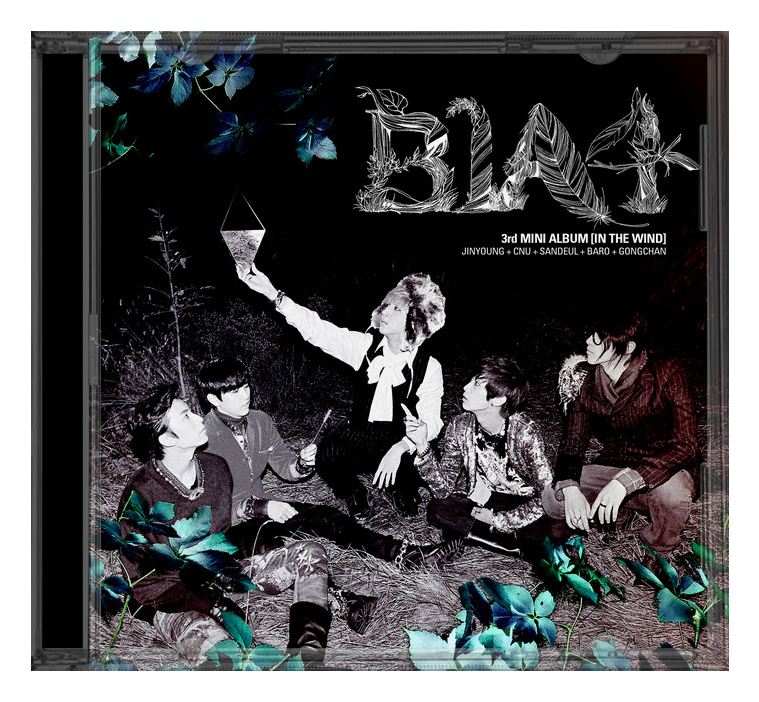 B1A4
3rd MINI ALBUM [IN THE WIND]
JINYOUNG + CNU + SANDEUL + BARO + GONGCHAN